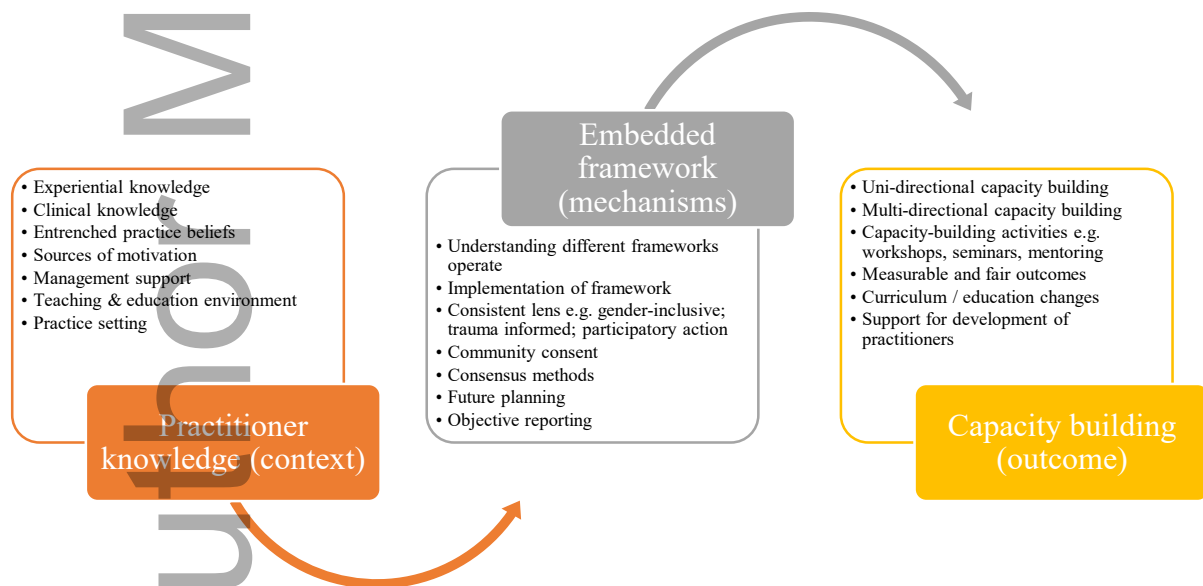 • Experiential knowledge
• Clinical knowledge
• Entrenched practice beliefs
• Sources of motivation
• Management support
• Teaching & education environment
• Practice setting
Practitioner
knowledge (context)
Embedded
framework
(mechanisms)
• Understanding different frameworks
operate
• Implementation of framework
• Consistent lens e.g. gender-inclusive;
trauma informed; participatory action
• Community consent
• Consensus methods
• Future planning
• Objective reporting
• Uni-directional capacity building
• Multi-directional capacity building
• Capacity-building activities e.g.
workshops, seminars, mentoring
• Measurable and fair outcomes
• Curriculum / education changes
• Support for development of
practitioners
Capacity building
(outcome)
uthor M